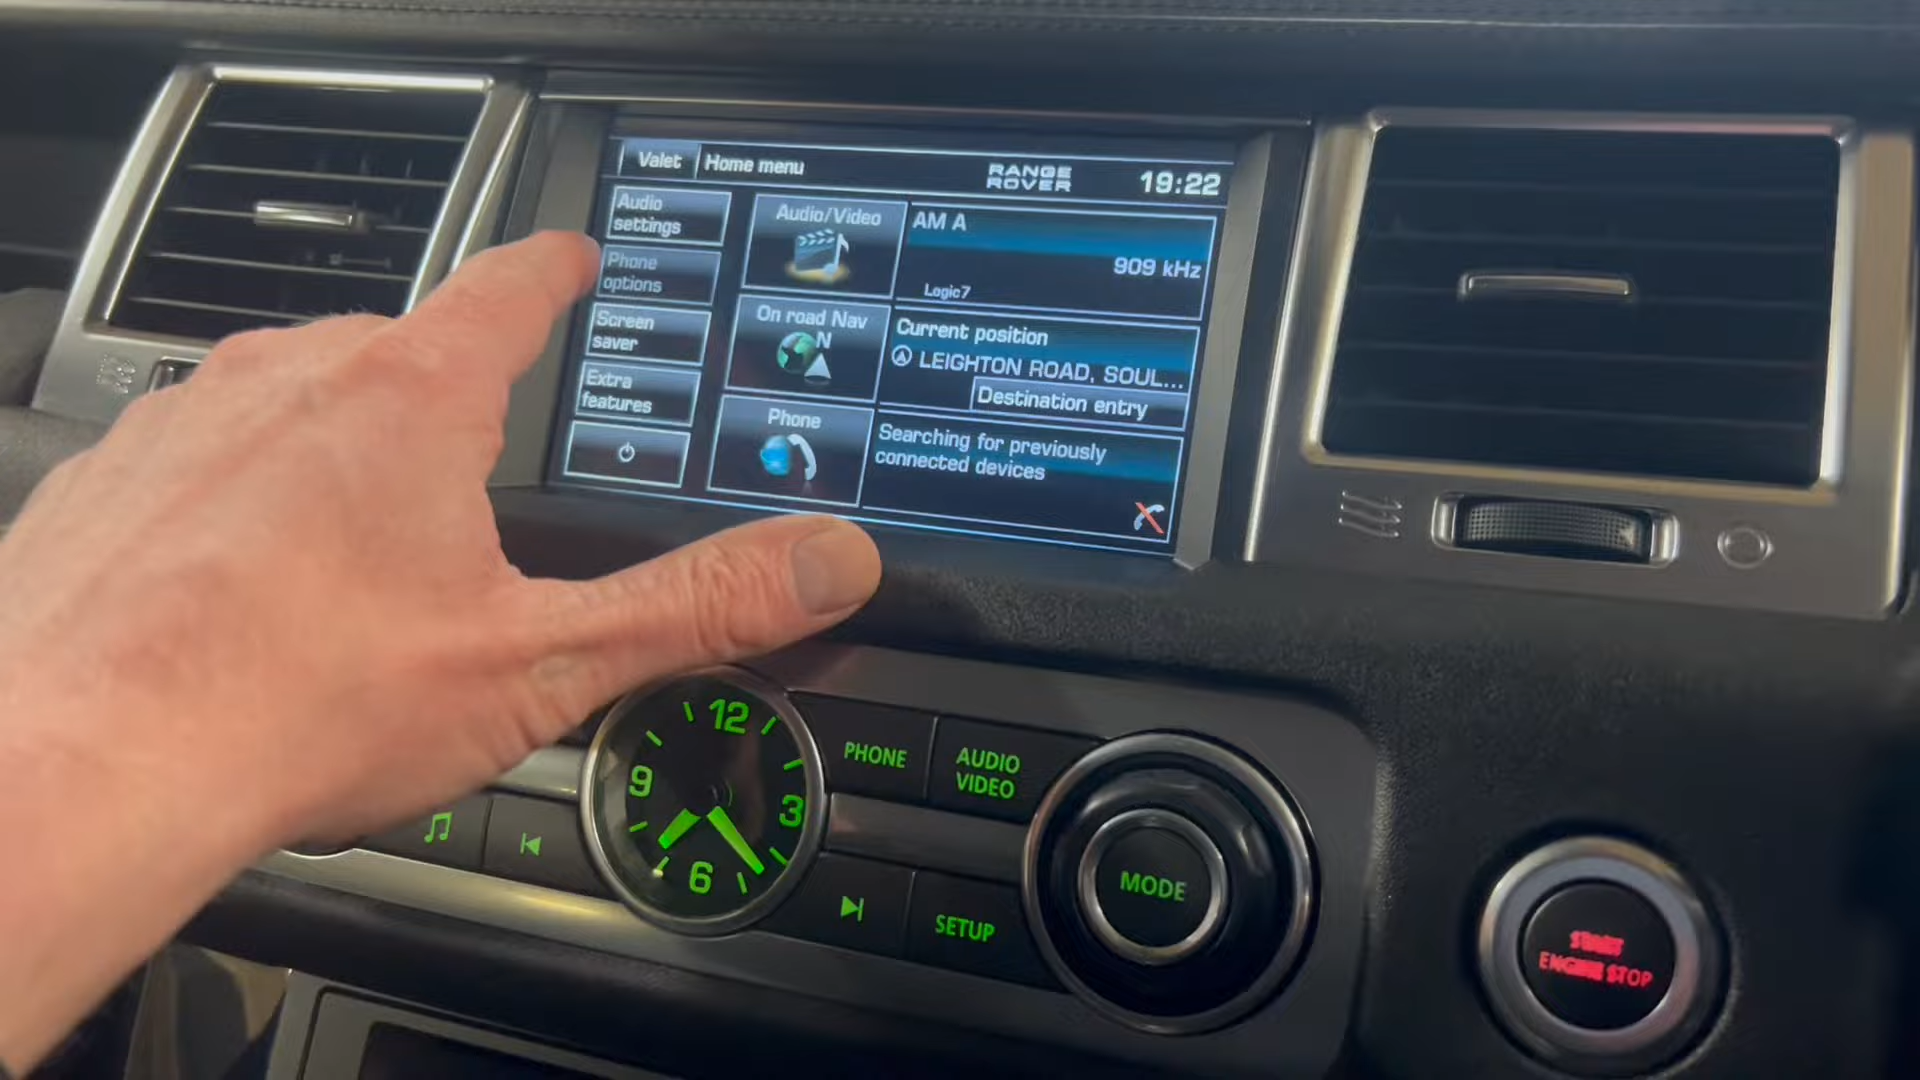 Valet
Home menu
RANGE
ROVER
19:22
Audio
settings
Phone
options
Screen
saver
Extra
features
Audio/Video
AM A
909 kHz
Logic7
On road Nav
N
Current position
LEIGHTON ROAD, SOUL...
Destination entry
Phone
Searching for previously
connected devices
12
9
3
6
PHONE
AUDIO
VIDEO
SETUP
MODE
START
ENGINE STOP